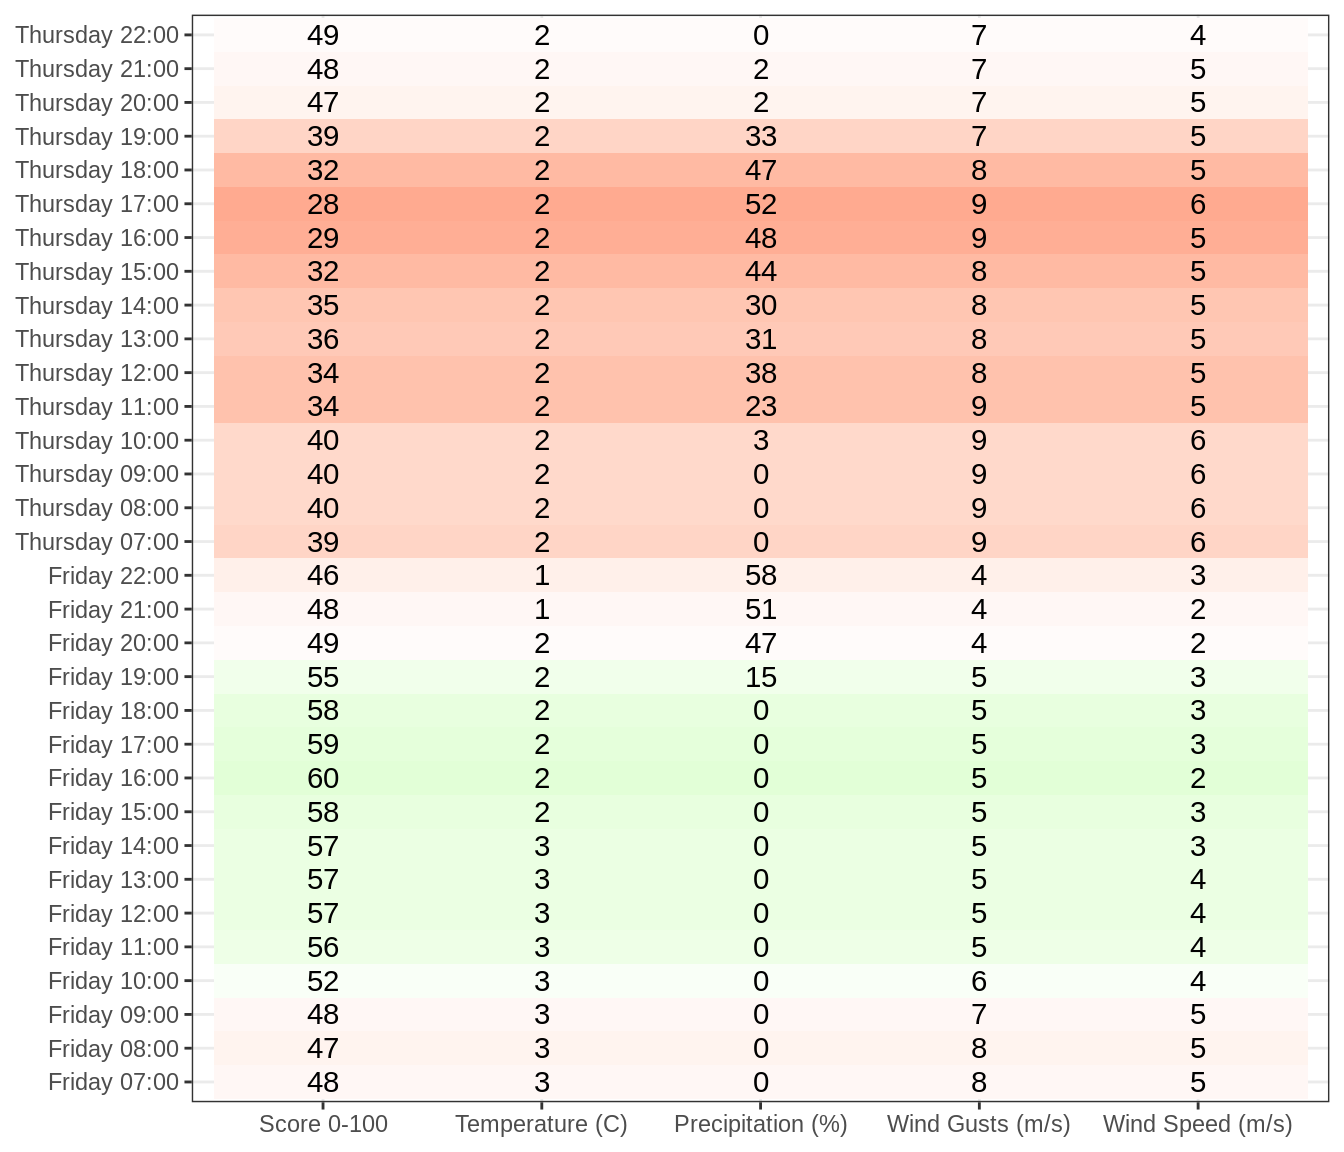 Thursday 22:00 49 2 0 7 4
Thursday 21:00 48 2 2 7 5
Thursday 20:00 47 2 2 7 5
Thursday 19:00 39 2 33 7 5
Thursday 18:00 32 2 47 8 5
Thursday 17:00 28 2 52 9 6
Thursday 16:00 29 2 48 9 5
Thursday 15:00 32 2 44 8 5
Thursday 14:00 35 2 30 8 5
Thursday 13:00 36 2 31 8 5
Thursday 12:00 34 2 38 8 5
Thursday 11:00 34 2 23 9 5
Thursday 10:00 40 2 3 9 6
Thursday 09:00 40 2 0 9 6
Thursday 08:00 40 2 0 9 6
Thursday 07:00 39 2 0 9 6
Friday 22:00 46 1 58 4 3
Friday 21:00 48 1 51 4 2
Friday 20:00 49 2 47 4 2
Friday 19:00 55 2 15 5 3
Friday 18:00 58 2 0 5 3
Friday 17:00 59 2 0 5 3
Friday 16:00 60 2 0 5 2
Friday 15:00 58 2 0 5 3
Friday 14:00 57 3 0 5 3
Friday 13:00 57 3 0 5 4
Friday 12:00 57 3 0 5 4
Friday 11:00 56 3 0 5 4
Friday 10:00 52 3 0 6 4
Friday 09:00 48 3 0 7 5
Friday 08:00 47 3 0 8 5
Friday 07:00 48 3 0 8 5
Score 0-100 Temperature (C) Precipitation (%) Wind Gusts (m/s) Wind Speed (m/s)